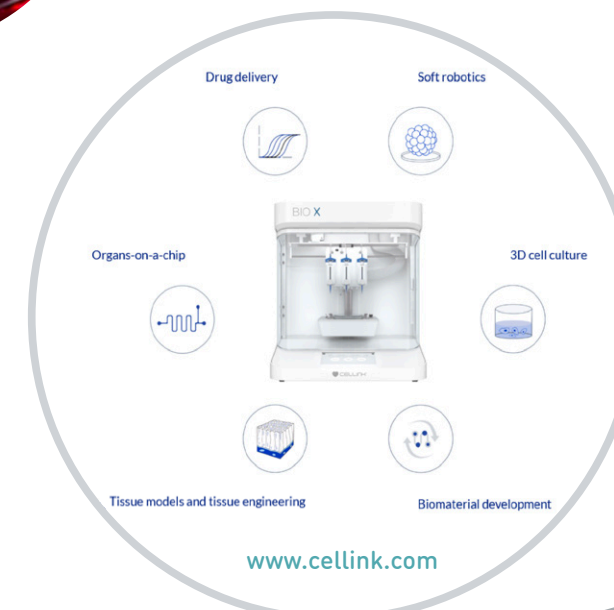 Drug delivery
Soft robotics
BIO X
Organs-on-a-chip
3D cell culture
CELLINK
Tissue models and tissue engineering
Biomaterial development
www.cellink.com